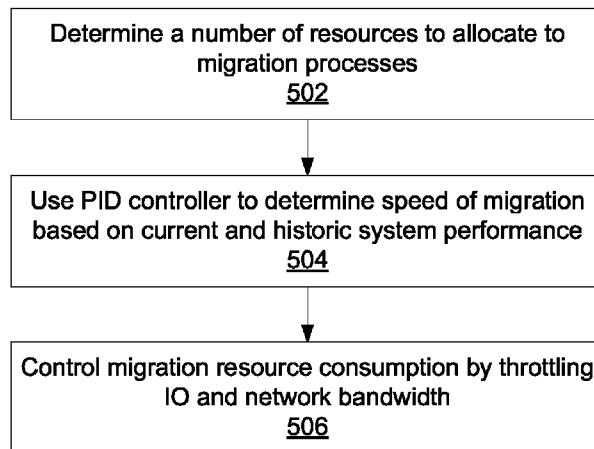 Determine a number of resources to allocate to
migration processes
502
Use PID controller to determine speed of migration
based on current and historic system performance
504
Control migration resource consumption by throttling
IO and network bandwidth
506